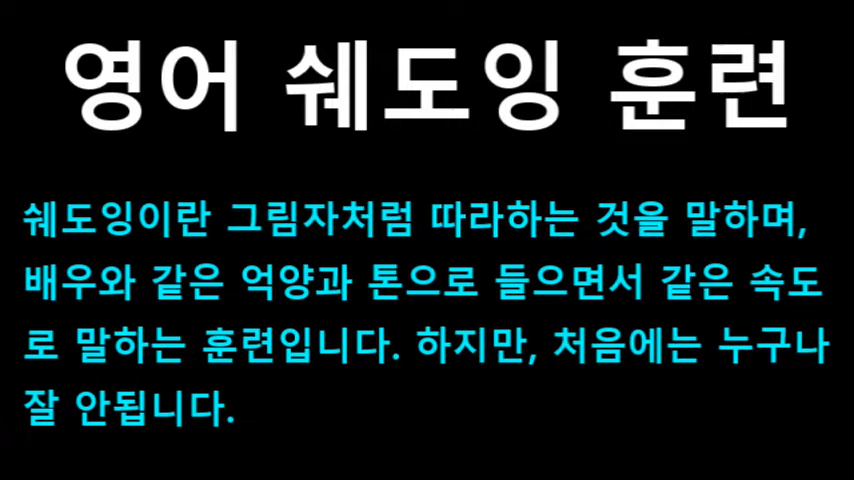 영어 쉐도잉 훈련
쉐도잉이란 그림자처럼 따라하는 것을 말하며,
배우와 같은 억양과 톤으로 들으면서 같은 속도
로 말하는 훈련입니다. 하지만, 처음에는 누구나
잘 안됩니다.